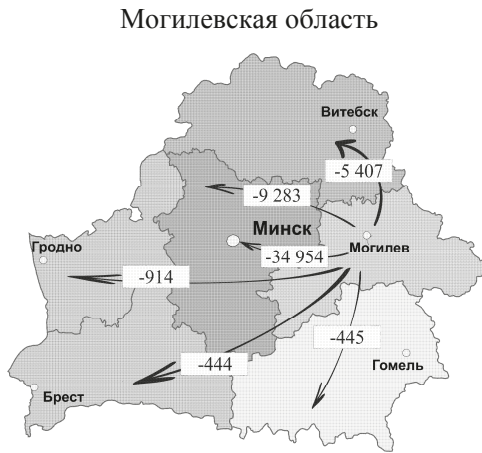 Могилевская область
Витебск
-5 407
-9 283
Минск
Гродно
Могилев
-34 954
-914
-445
-444
Гомель
Брест